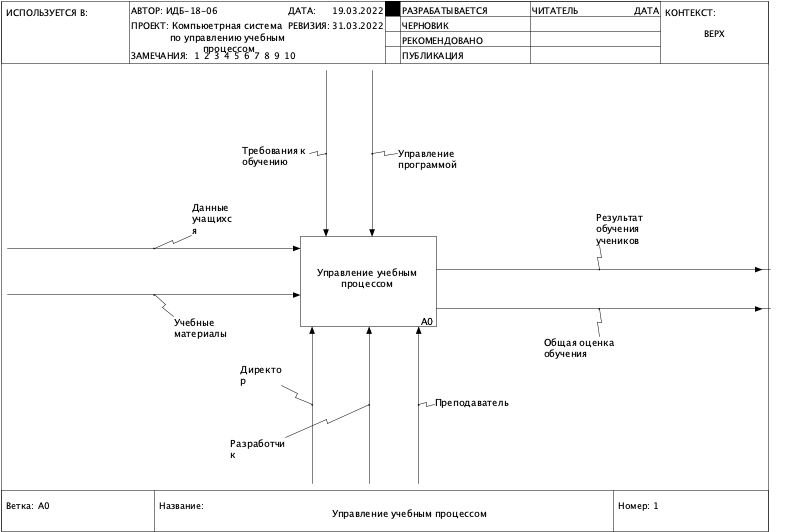 ИСПОЛЬЗУЕТСЯ В:
АВТОР: ИДБ-18-06
ДАТА: 19.03.2022
РАЗРАБАТЫВАЕТСЯ
ЧИТАТЕЛЬ
ДАТА
КОНТЕКСТ:
ПРОЕКТ: Компьюетрная система
по управлению учебным
процессом
РЕВИЗИЯ: 31.03.2022
ЧЕРНОВИК
ВЕРХ
РЕКОМЕНДОВАНО
ЗАМЕЧАНИЯ: 1 2 3 4 5 6 7 8 9 10
ПУБЛИКАЦИЯ
Требования к
обучению
Управление
программой
Данные
учащихс
я
Результат
обучения
учеников
Управление учебным
процессом
A0
Учебные
материалы
Общая оценка
обучения
Директо
р
Преподаватель
Разработчи
к
Ветка: A0
Название:
Управление учебным процессом
Номер: 1